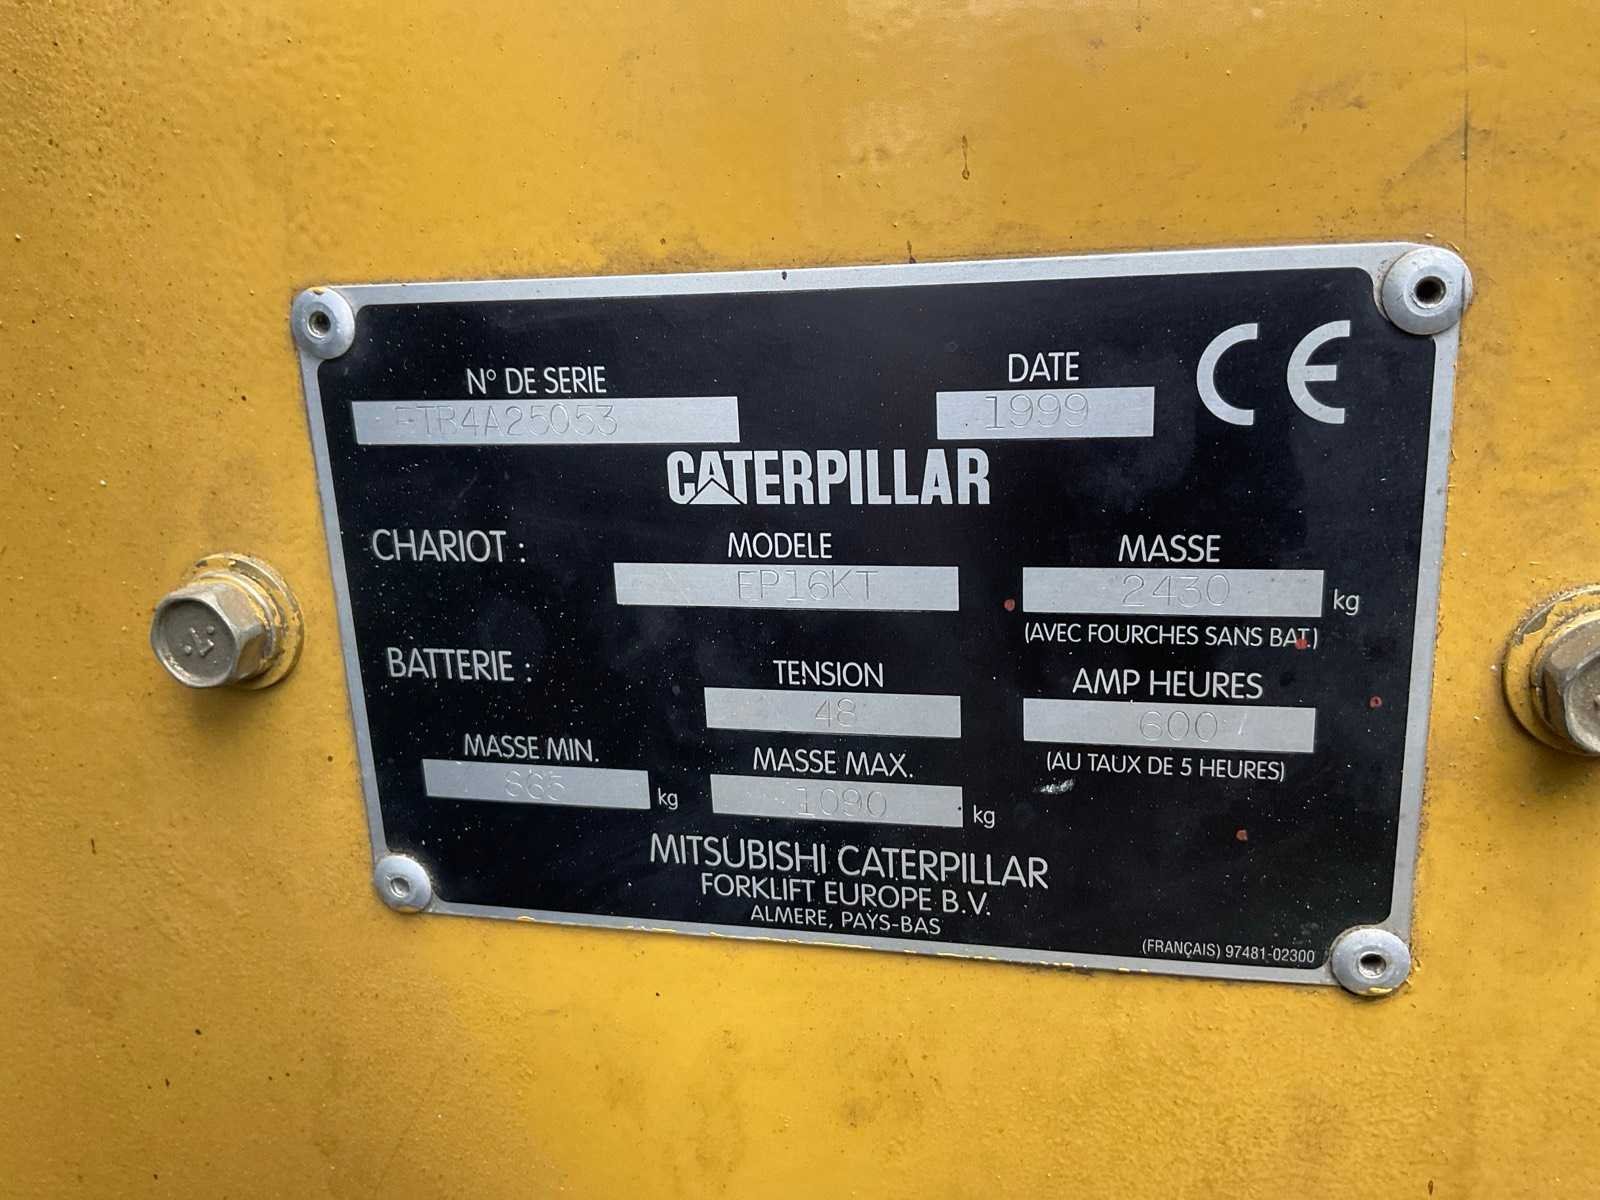 N° DE SERIE
ETB4A25053
DATE
1999
CE
CATERPILLAR
CHARIOT :
MODELE
EP16KT
MASSE
2430 kg
(AVEC FOURCHES SANS BAT.)
BATTERIE :
TENSION
48
AMP HEURES
600
(AU TAUX DE 5 HEURES)
MASSE MIN.
kg
MASSE MAX.
1090 kg
MITSUBISHI CATERPILLAR
FORKLIFT EUROPE B.V.
ALMERE, PAYS-BAS
(FRANÇAIS) 97481-02300